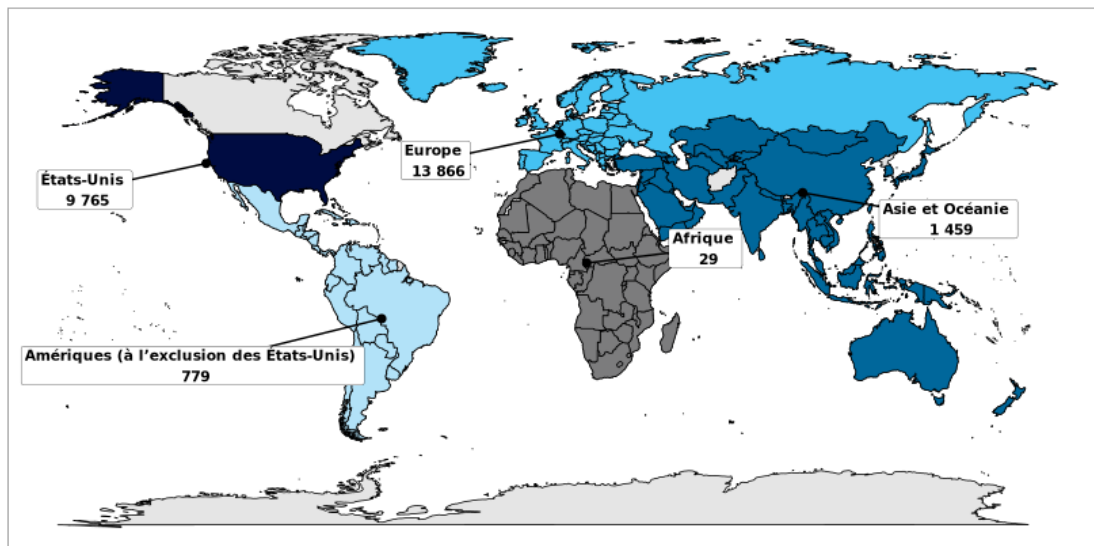 Europe
13 866
États-Unis
9 765
Asie et Océanie
1 459
Afrique
29
Amériques (à l’exclusion des États-Unis)
779